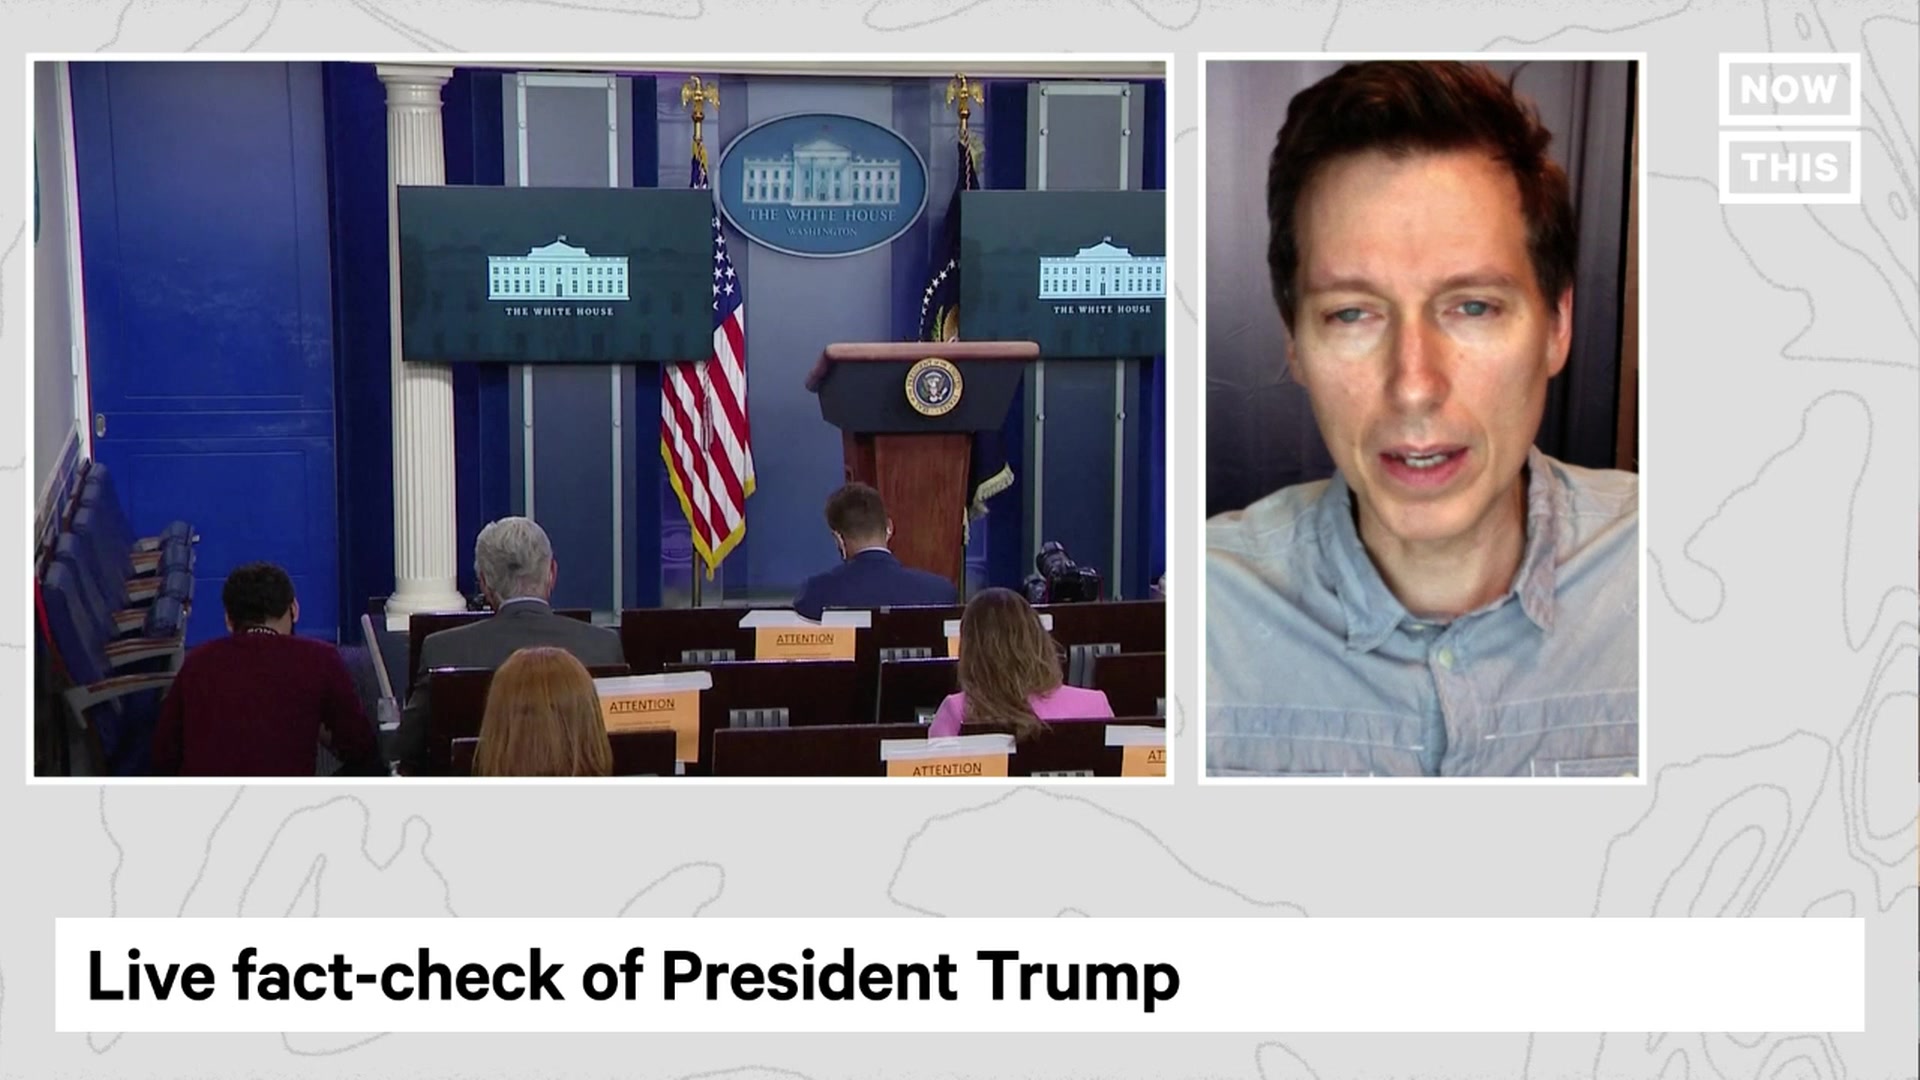 NOW
THIS
THE WHITE HOUSE
WASHINGTON
THE WHITE HOUSE
THE WHITE HOUSE
ATTENTION
ATTENTION
ATTENTION
AT
Live fact-check of President Trump